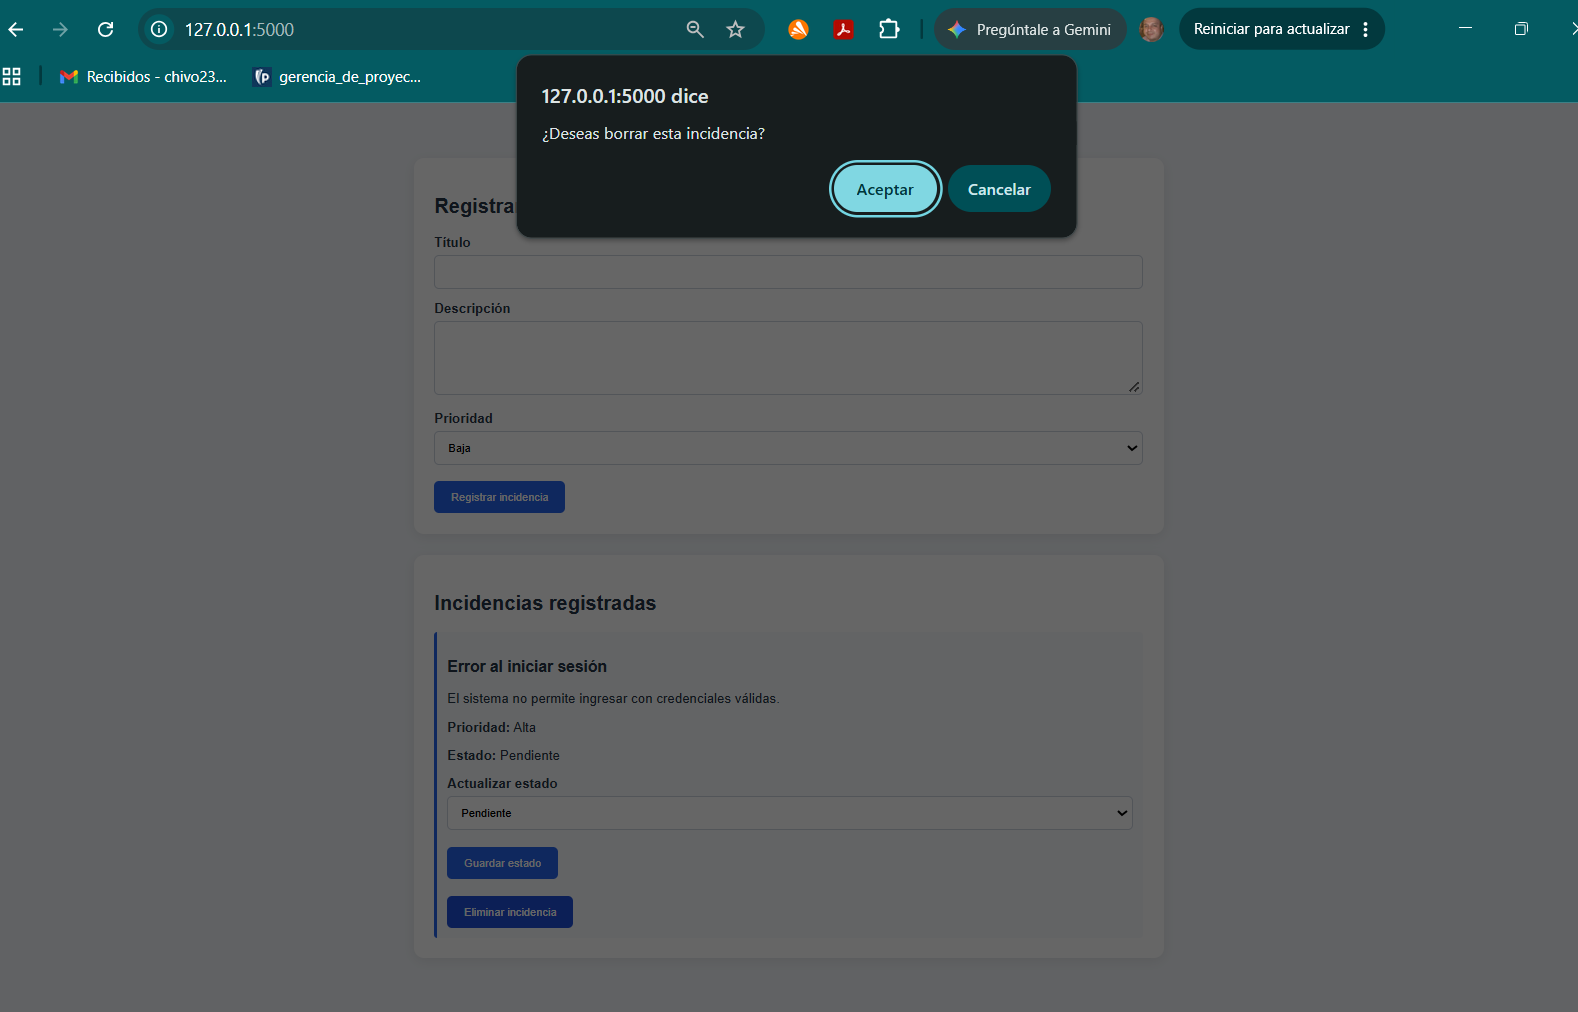 127.0.0.1:5000
Pregúntale a Gemini
Reiniciar para actualizar
Recibidos - chivo23...
gerencia_de_proyec...
127.0.0.1:5000 dice
¿Deseas borrar esta incidencia?
Aceptar
Cancelar
Registra
Título
Descripción
Prioridad
Baja
Registrar incidencia
Incidencias registradas
Error al iniciar sesión
El sistema no permite ingresar con credenciales válidas.
Prioridad: Alta
Estado: Pendiente
Actualizar estado
Pendiente
Guardar estado
Eliminar incidencia